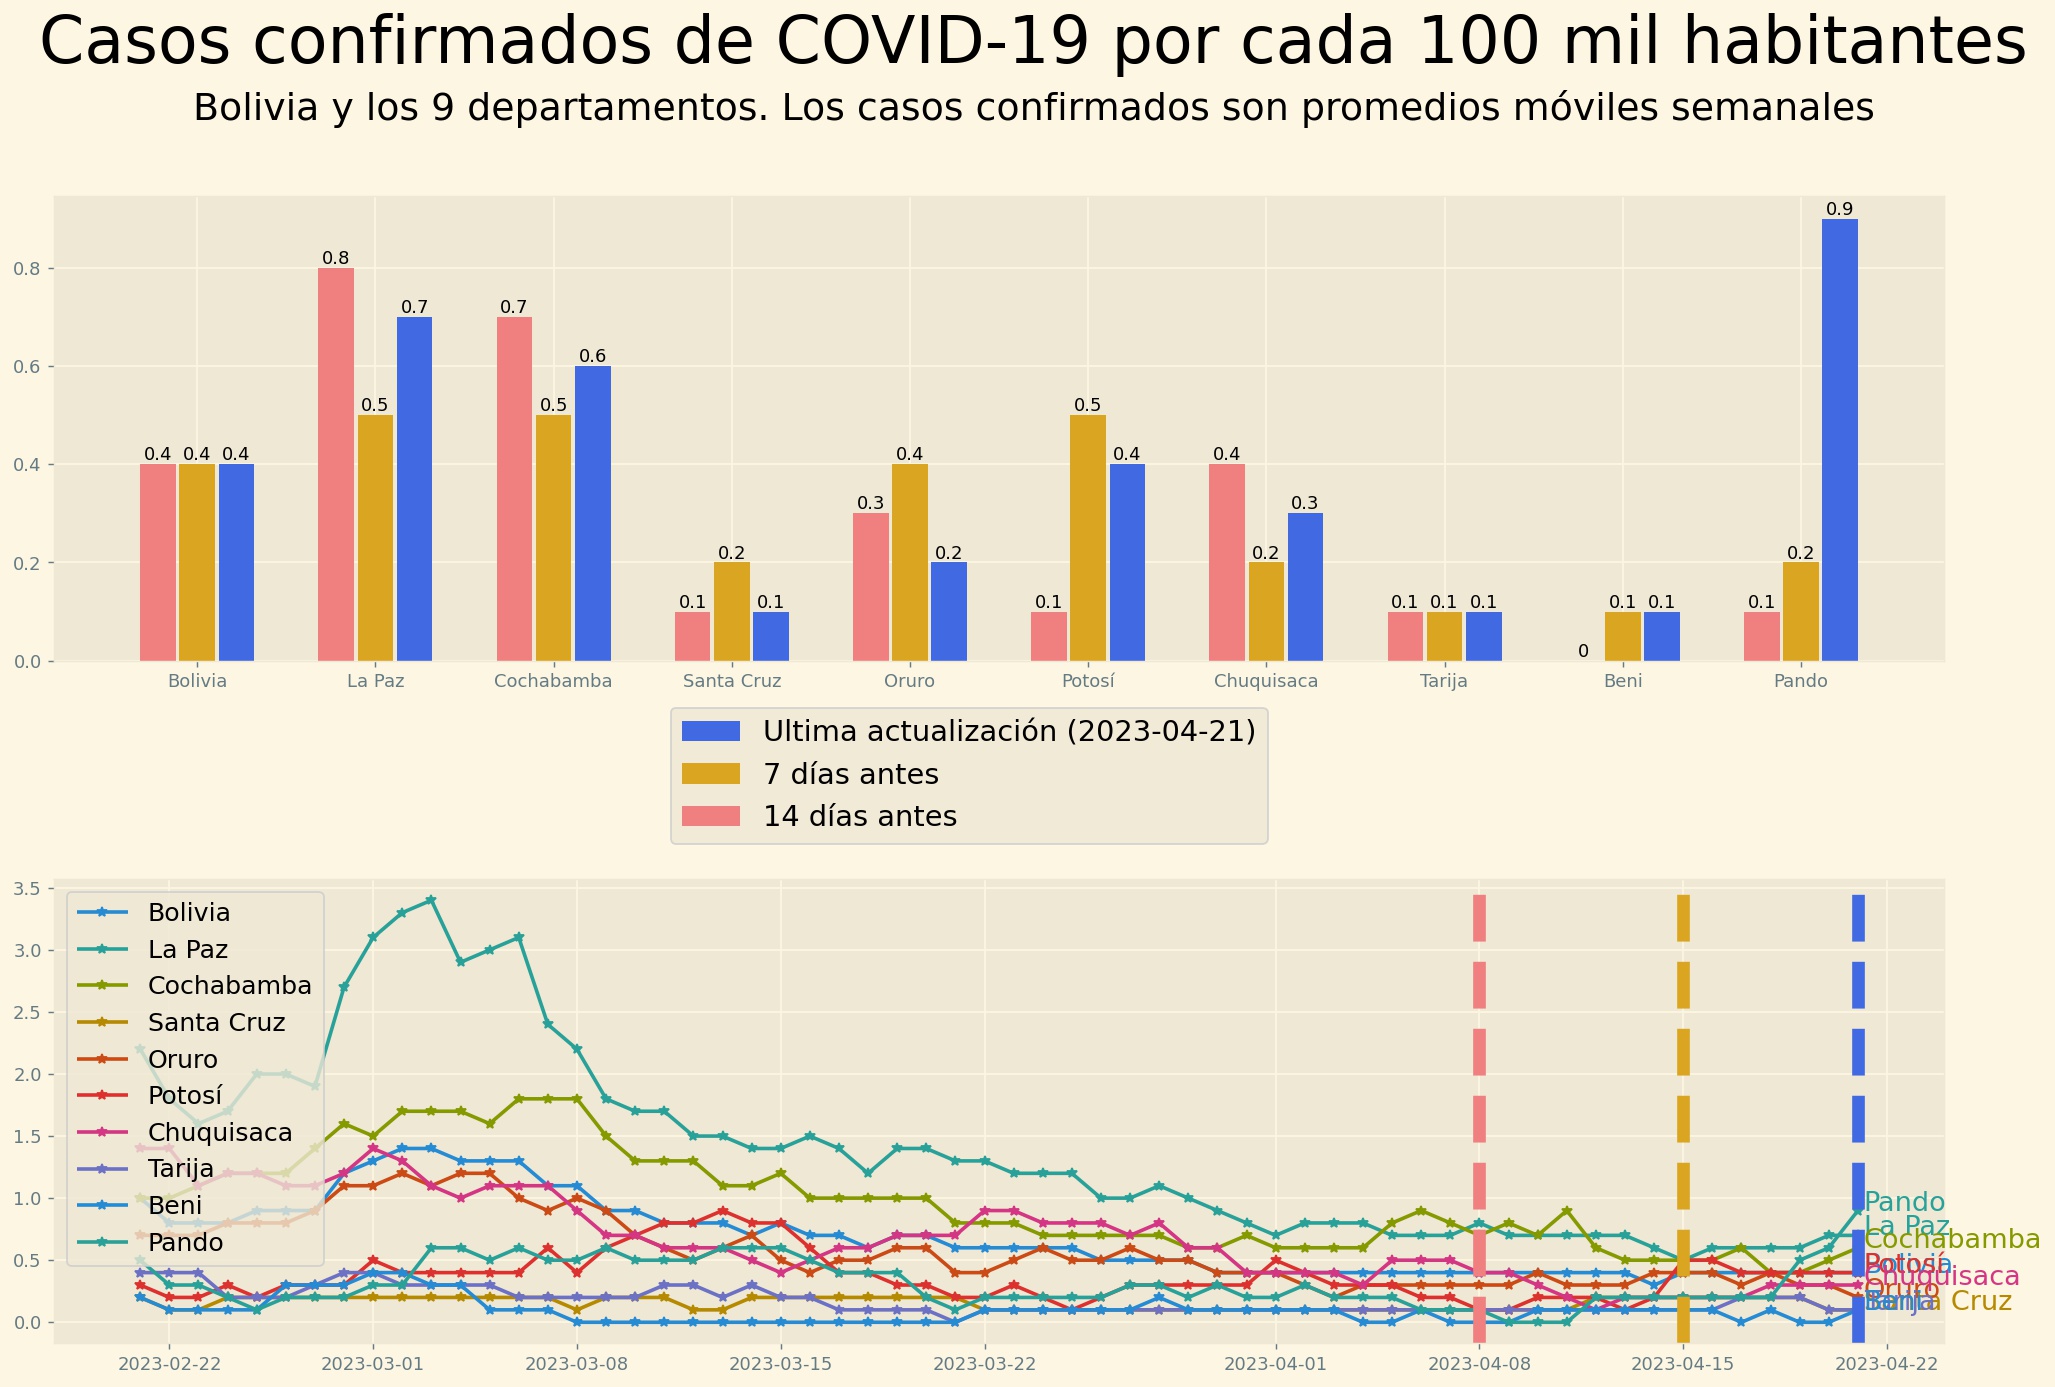 Casos confirmados de COVID-19 por cada 100 mil habitantes
Bolivia y los 9 departamentos. Los casos confirmados son promedios móviles semanales
0.8
0.6
0.4
0.2
0.0
0.4 0.4 0.4
0.8 0.5 0.7
0.7 0.5 0.6
0.1 0.2 0.1
0.3 0.4 0.2
0.1 0.5 0.4
0.4 0.2 0.3
0.1 0.1 0.1
0 0.1 0.1
0.1 0.2 0.9
Bolivia La Paz Cochabamba Santa Cruz Oruro Potosí Chuquisaca Tarija Beni Pando
Ultima actualización (2023-04-21)
7 días antes
14 días antes
3.5
3.0
2.5
2.0
1.5
1.0
0.5
0.0
Bolivia
La Paz
Cochabamba
Santa Cruz
Oruro
Potosí
Chuquisaca
Tarija
Beni
Pando
Pando
La Paz
Cochabamba
Potosí
Chuquisaca
Oruro
Santa Cruz
2023-02-22 2023-03-01 2023-03-08 2023-03-15 2023-03-22 2023-04-01 2023-04-08 2023-04-15 2023-04-22